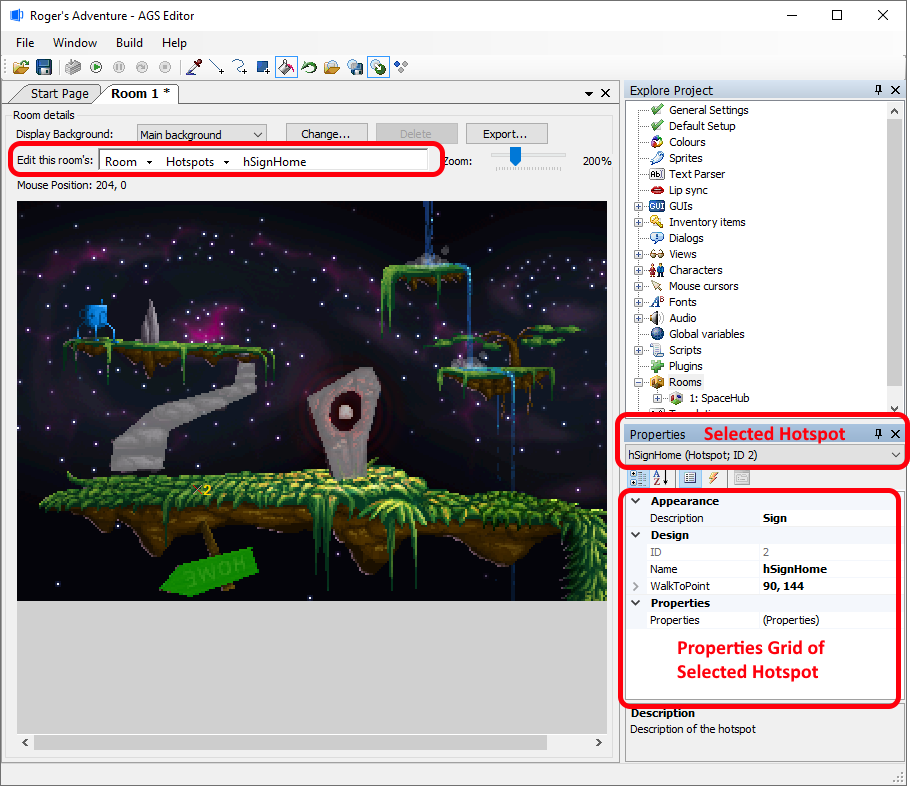 Roger's Adventure - AGS Editor
File Window Build Help
Start Page Room 1 *
Room details
Display Background: Main background Change... Delete Export...
Edit this room's: Room Hotspots hSignHome Zoom: 200%
Mouse Position: 204, 0
×2
HOME
Explore Project
General Settings
Default Setup
Colours
Sprites
Text Parser
Lip sync
GUIs
Inventory items
Dialogs
Views
Characters
Mouse cursors
Fonts
Audio
Global variables
Scripts
Plugins
Rooms
1: SpaceHub
Properties Selected Hotspot
hSignHome (Hotspot; ID 2)
Appearance
Description Sign
Design
ID 2
Name hSignHome
WalkToPoint 90, 144
Properties
Properties (Properties)
Properties Grid of
Selected Hotspot
Description
Description of the hotspot